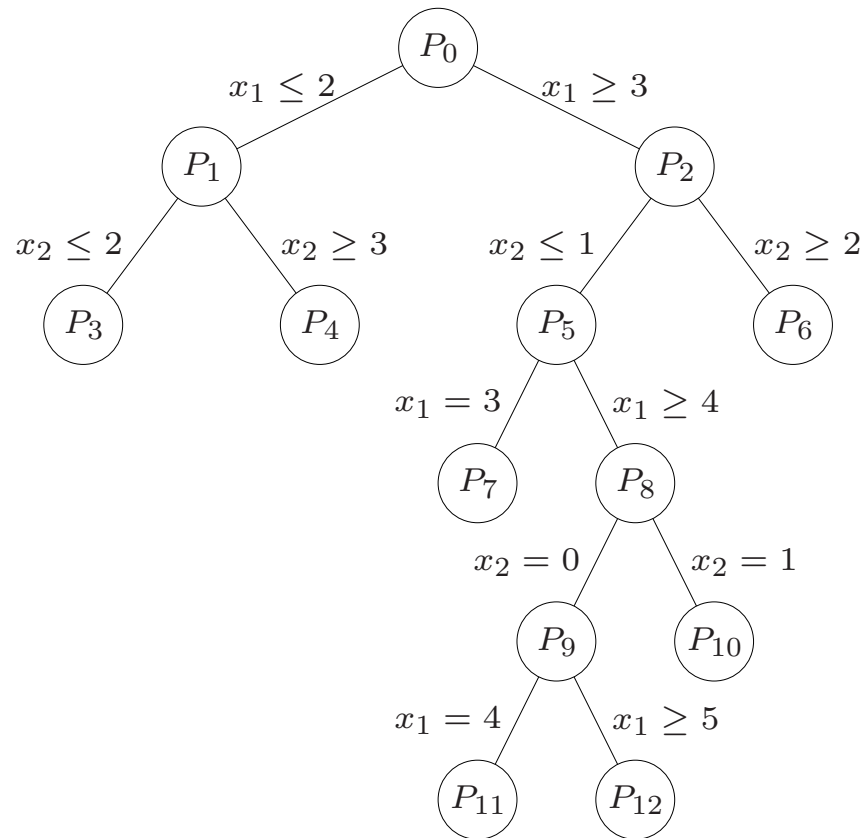 P₀
x₁ ≤ 2 x₁ ≥ 3
P₁ P₂
x₂ ≤ 2 x₂ ≥ 3 x₂ ≤ 1 x₂ ≥ 2
P₃ P₄ P₅ P₆
x₁ = 3 x₁ ≥ 4
P₇ P₈
x₂ = 0 x₂ = 1
P₉ P₁₀
x₁ = 4 x₁ ≥ 5
P₁₁ P₁₂